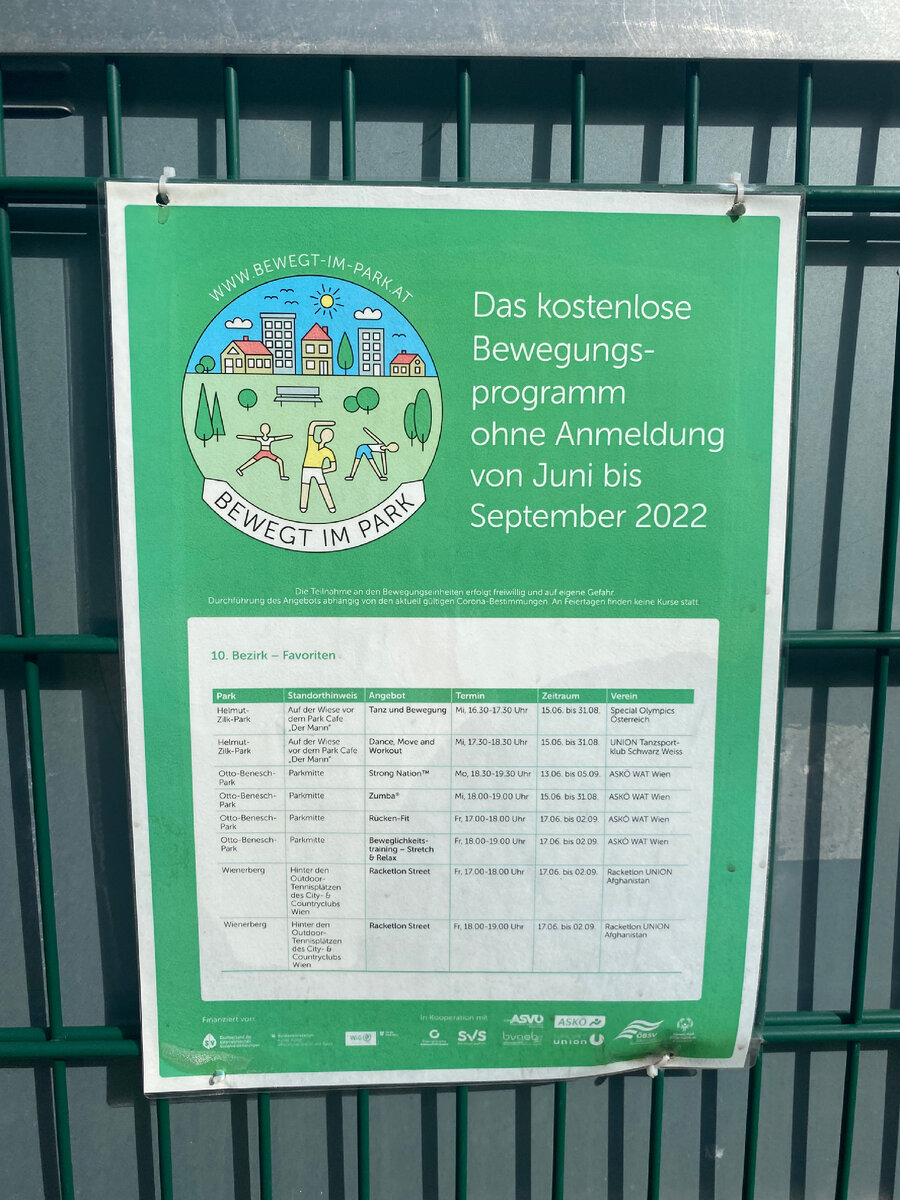 WWW.BEWEGT-IM-PARK.AT
BEWEGT IM PARK
Das kostenlose
Bewegungs-
programm
ohne Anmeldung
von Juni bis
September 2022
Die Teilnahme an den Bewegungseinheiten erfolgt freiwillig und auf eigene Gefahr.
Durchführung des Angebots abhängig von den aktuell gültigen Corona-Bestimmungen. An Feiertagen finden keine Kurse statt.
10. Bezirk – Favoriten
Park Standorthinweis Angebot Termin Zeitraum Verein
Helmut- Auf der Wiese vor Tanz und Bewegung Mi, 16.30-17.30 Uhr 15.06. bis 31.08. Special Olympics
Zilk-Park dem Park Cafe Österreich
„Der Mann"
Helmut- Auf der Wiese Dance, Move and Mi, 17.30-18.30 Uhr 15.06. bis 31.08. UNION Tanzsport-
Zilk-Park vor dem Park Cafe Workout klub Schwarz Weiss
„Der Mann"
Otto-Benesch- Parkmitte Strong Nation™ Mo, 18.30-19.30 Uhr 13.06. bis 05.09. ASKÖ WAT Wien
Park
Otto-Benesch- Parkmitte Zumba® Mi, 18.00-19.00 Uhr 15.06. bis 31.08. ASKÖ WAT Wien
Park
Otto-Benesch- Parkmitte Rücken-Fit Fr, 17.00-18.00 Uhr 17.06. bis 02.09. ASKÖ WAT Wien
Park
Otto-Benesch- Parkmitte Beweglichkeits- Fr, 18.00-19.00 Uhr 17.06. bis 02.09. ASKÖ WAT Wien
Park training – Stretch
& Relax
Wienerberg Hinter den Racketlon Street Fr, 17.00-18.00 Uhr 17.06. bis 02.09. Racketlon UNION
Outdoor- Afghanistan
Tennisplätzen
des City- &
Countryclubs
Wien
Wienerberg Hinter den Racketlon Street Fr, 18.00-19.00 Uhr 17.06. bis 02.09. Racketlon UNION
Outdoor- Afghanistan
Tennisplätzen
des City- &
Countryclubs
Wien
Finanziert von: In Kooperation mit
SV WiG SVS ASVÖ ASKÖ
union ÖBSV